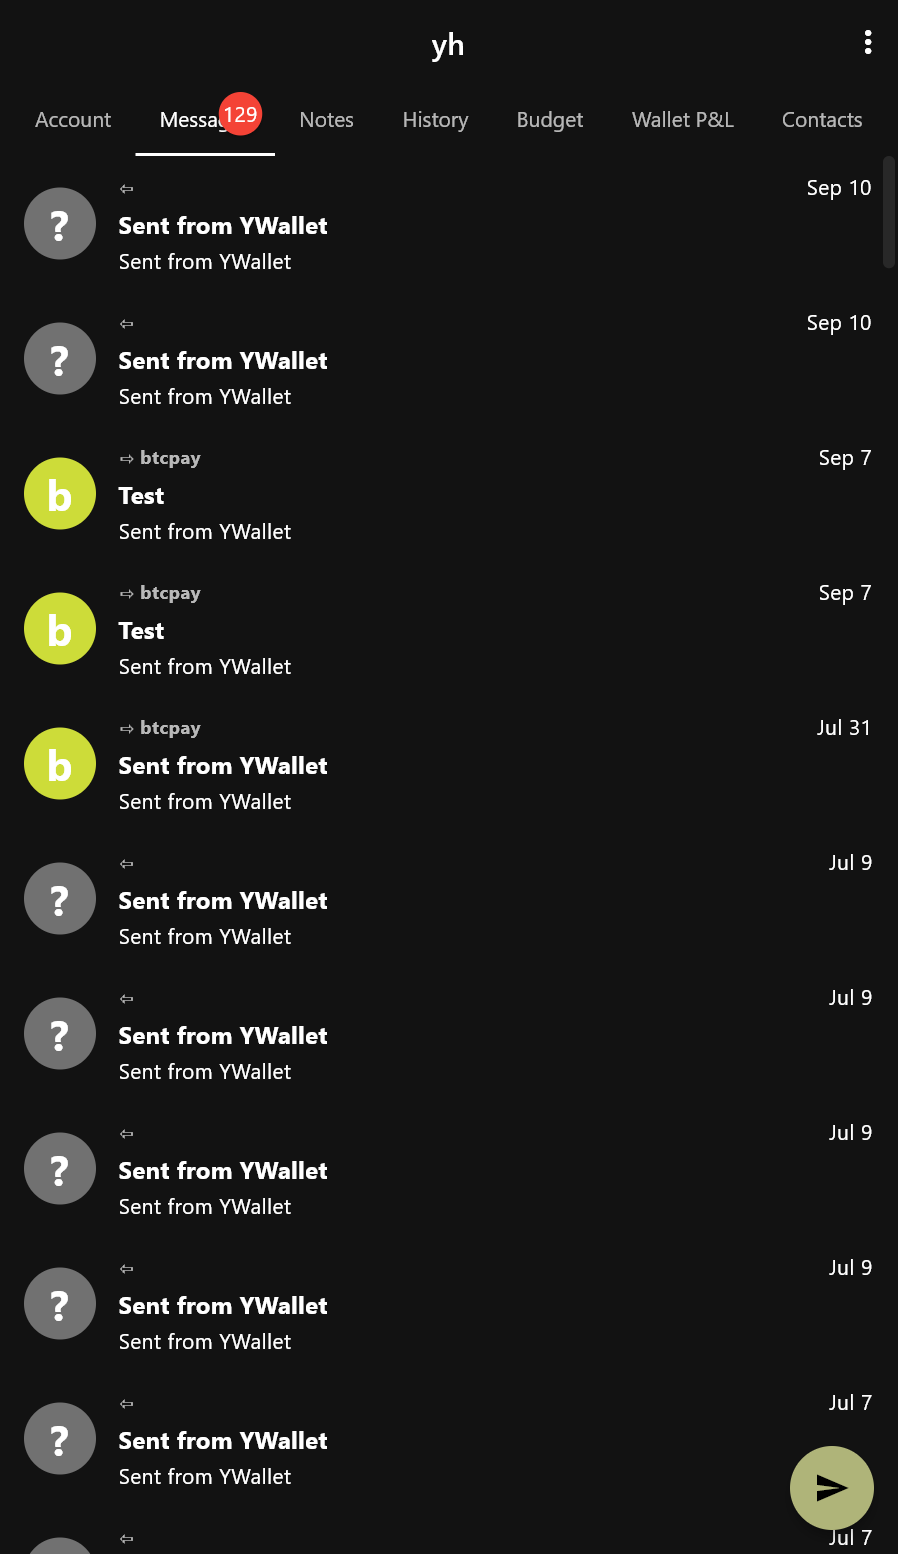 yh
Account Messag 129 Notes History Budget Wallet P&L Contacts
? ⇦ Sep 10
Sent from YWallet
Sent from YWallet
? ⇦ Sep 10
Sent from YWallet
Sent from YWallet
b ⇨ btcpay Sep 7
Test
Sent from YWallet
b ⇨ btcpay Sep 7
Test
Sent from YWallet
b ⇨ btcpay Jul 31
Sent from YWallet
Sent from YWallet
? ⇦ Jul 9
Sent from YWallet
Sent from YWallet
? ⇦ Jul 9
Sent from YWallet
Sent from YWallet
? ⇦ Jul 9
Sent from YWallet
Sent from YWallet
? ⇦ Jul 9
Sent from YWallet
Sent from YWallet
? ⇦ Jul 7
Sent from YWallet
Sent from YWallet
⇦ Jul 7